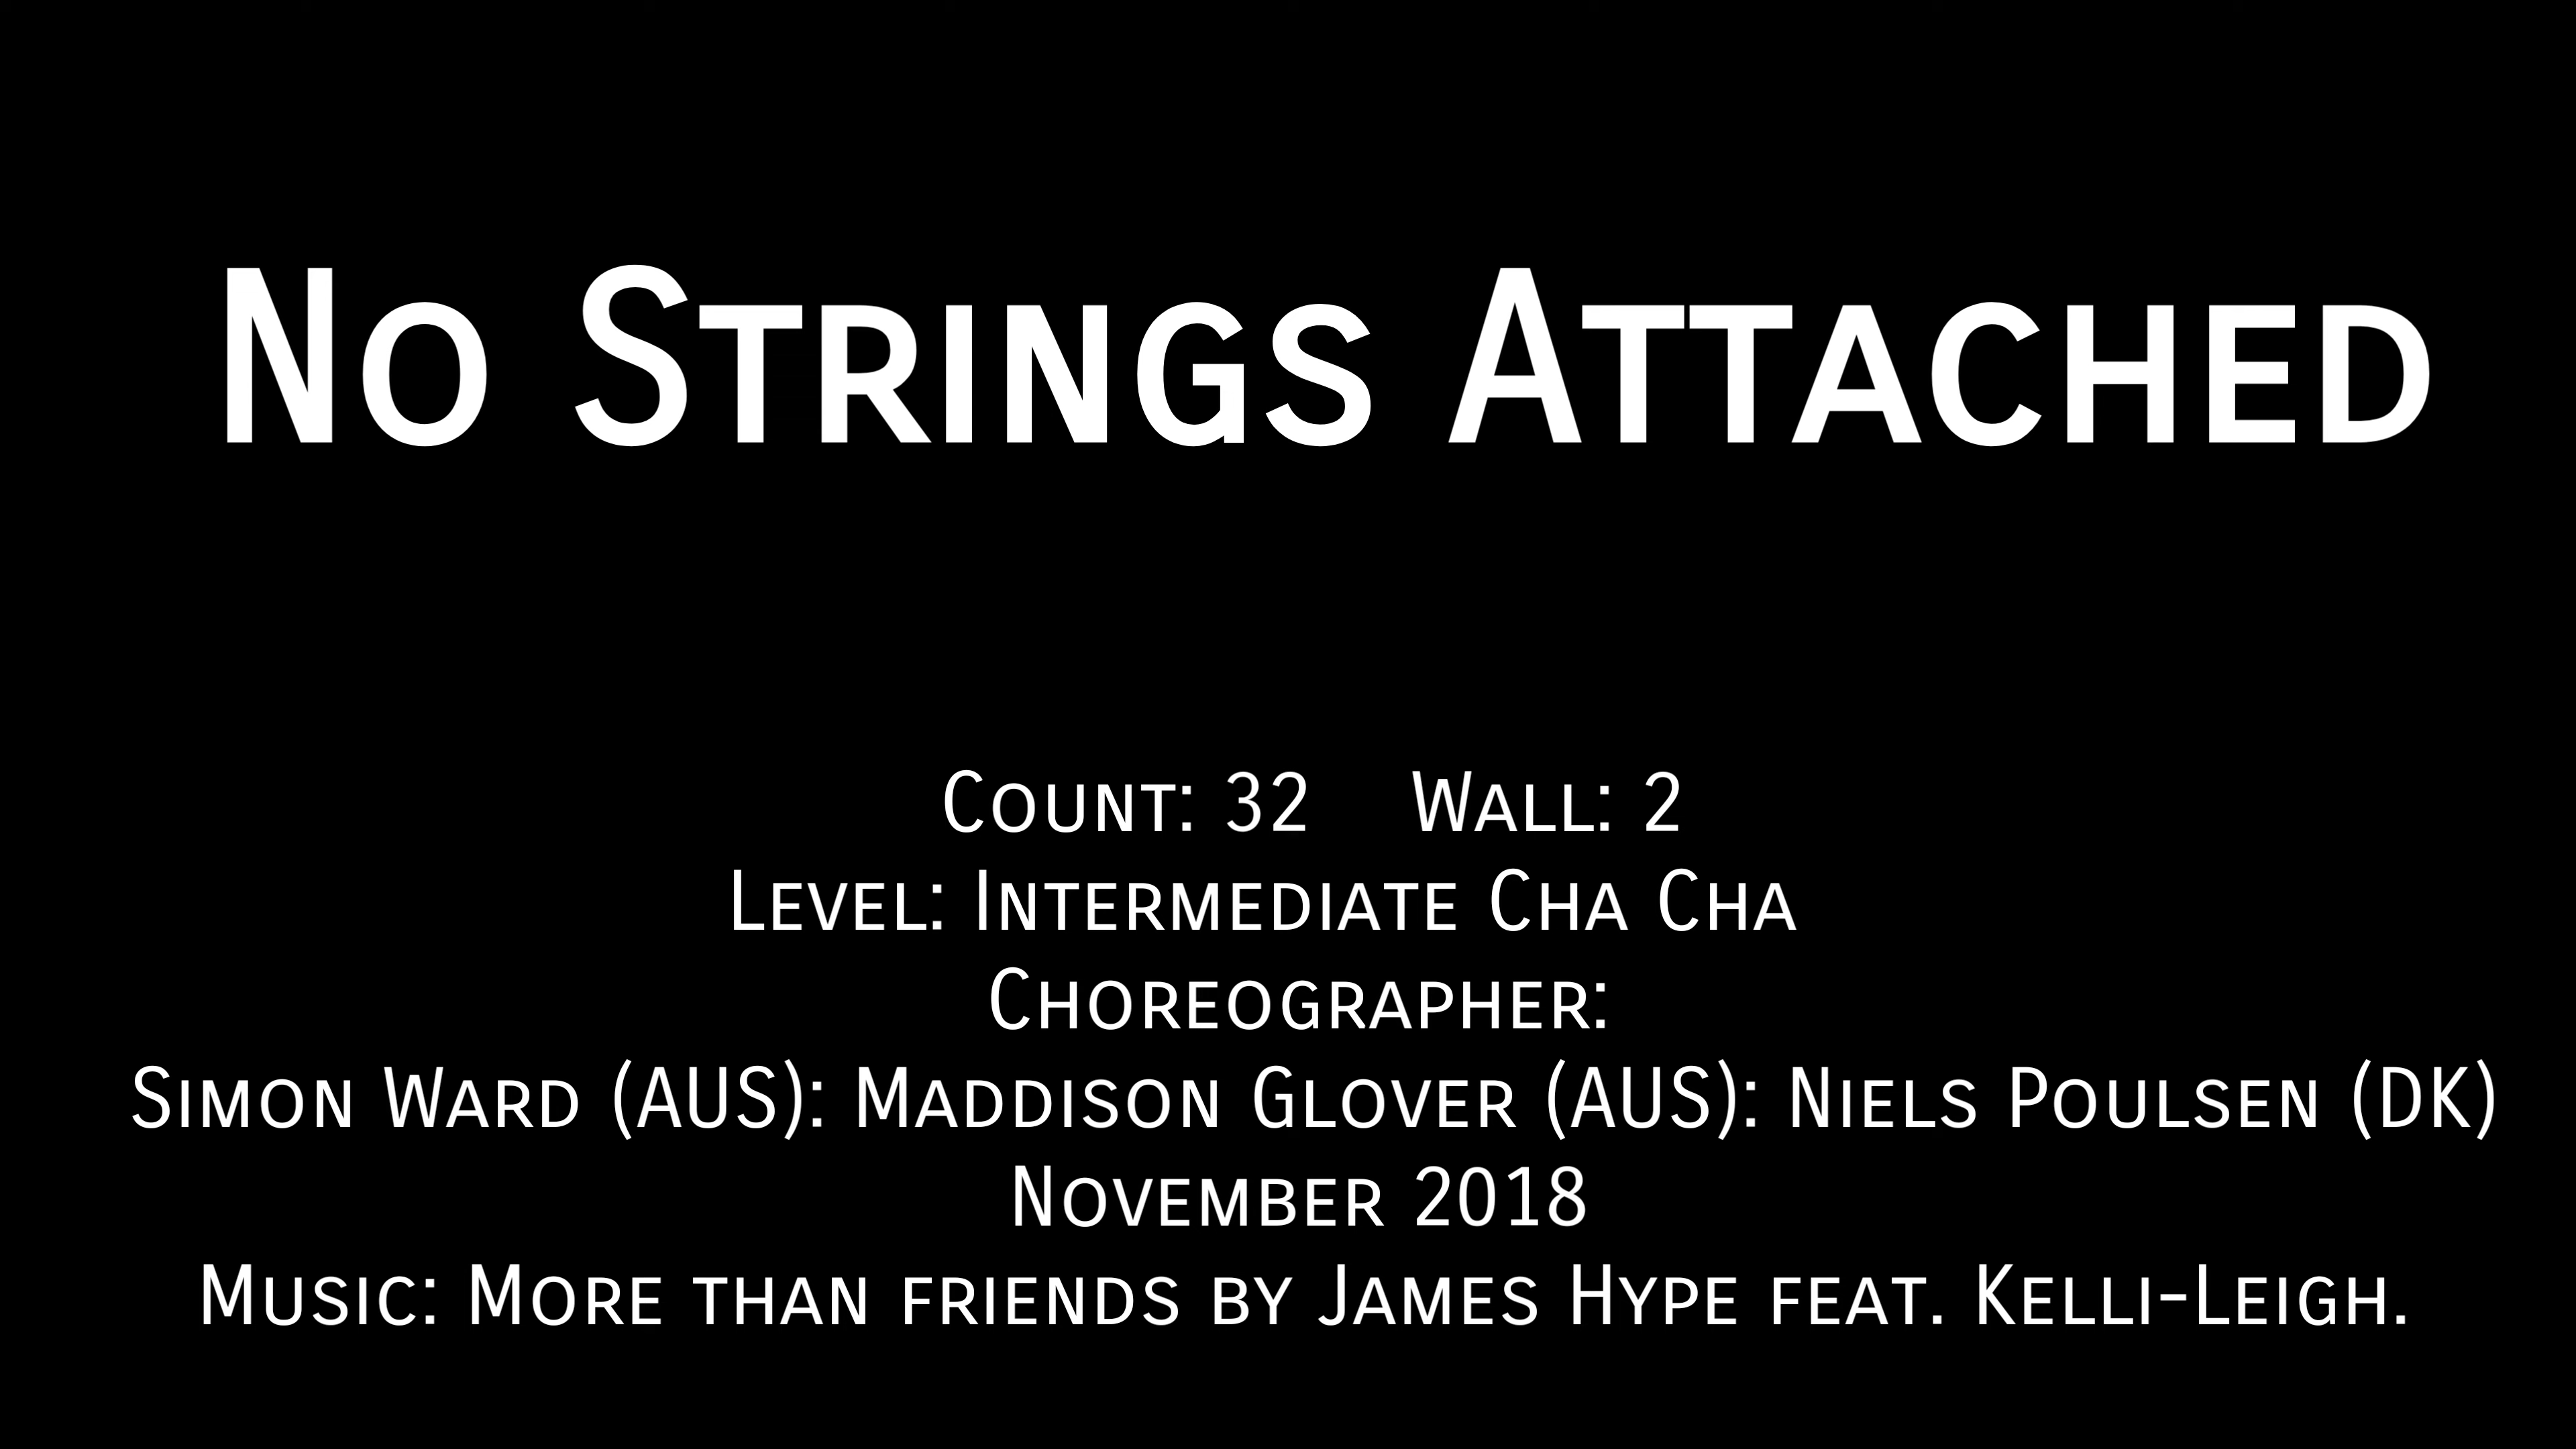 No Strings Attached
Count: 32 Wall: 2
Level: Intermediate Cha Cha
Choreographer:
Simon Ward (AUS): Maddison Glover (AUS): Niels Poulsen (DK)
November 2018
Music: More than friends by James Hype feat. Kelli-Leigh.